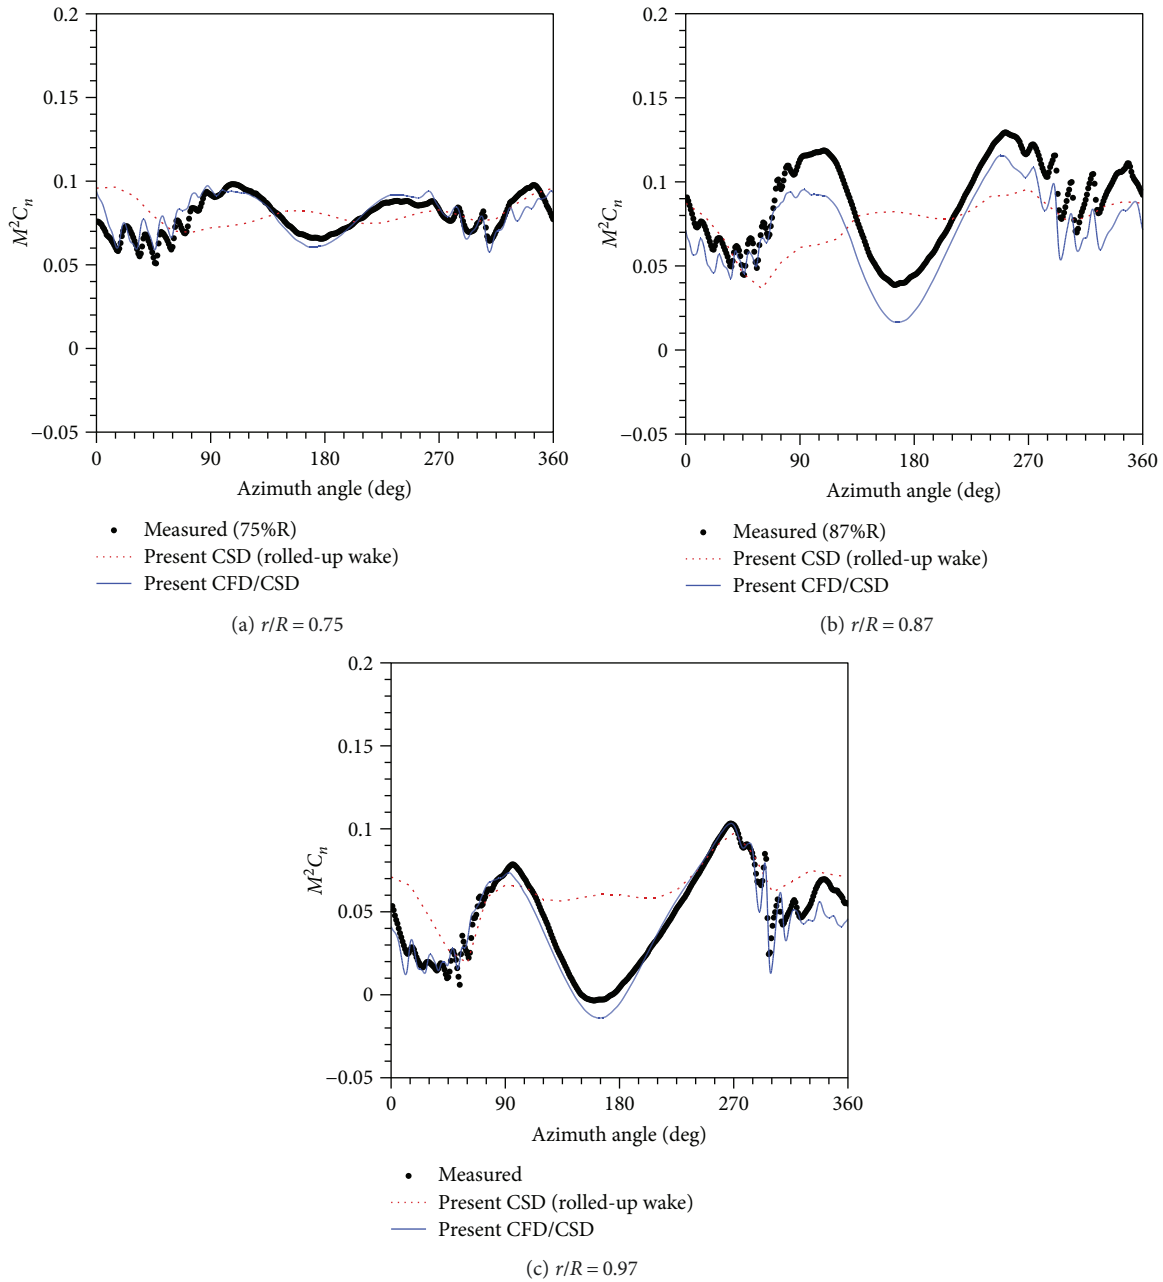 0.2
0.15
0.1
0.05
0
−0.05
M²Cₙ
0 90 180 270 360
Azimuth angle (deg)
Measured (75%R)
Present CSD (rolled-up wake)
Present CFD/CSD
(a) r/R = 0.75
0.2
0.15
0.1
0.05
0
−0.05
M²Cₙ
0 90 180 270 360
Azimuth angle (deg)
Measured (87%R)
Present CSD (rolled-up wake)
Present CFD/CSD
(b) r/R = 0.87
0.2
0.15
0.1
0.05
0
−0.05
M²Cₙ
0 90 180 270 360
Azimuth angle (deg)
Measured
Present CSD (rolled-up wake)
Present CFD/CSD
(c) r/R = 0.97